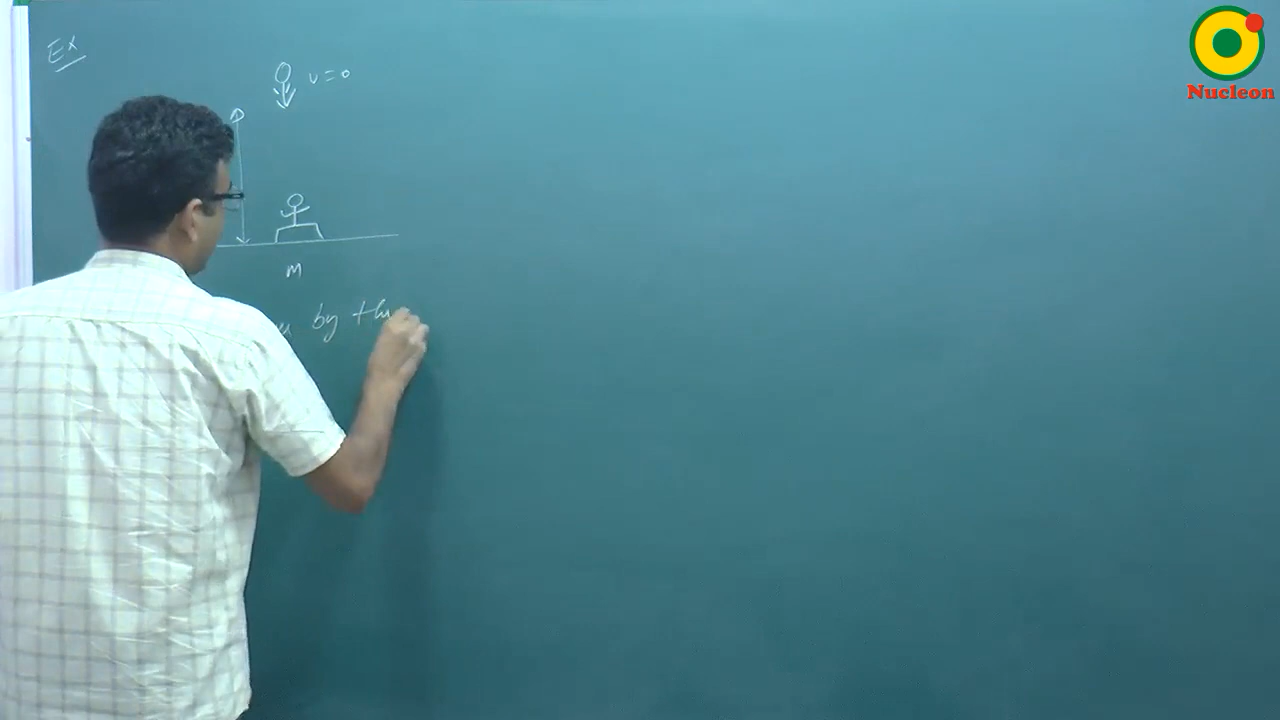 Ex
v = 0
m
by the
Nucleon